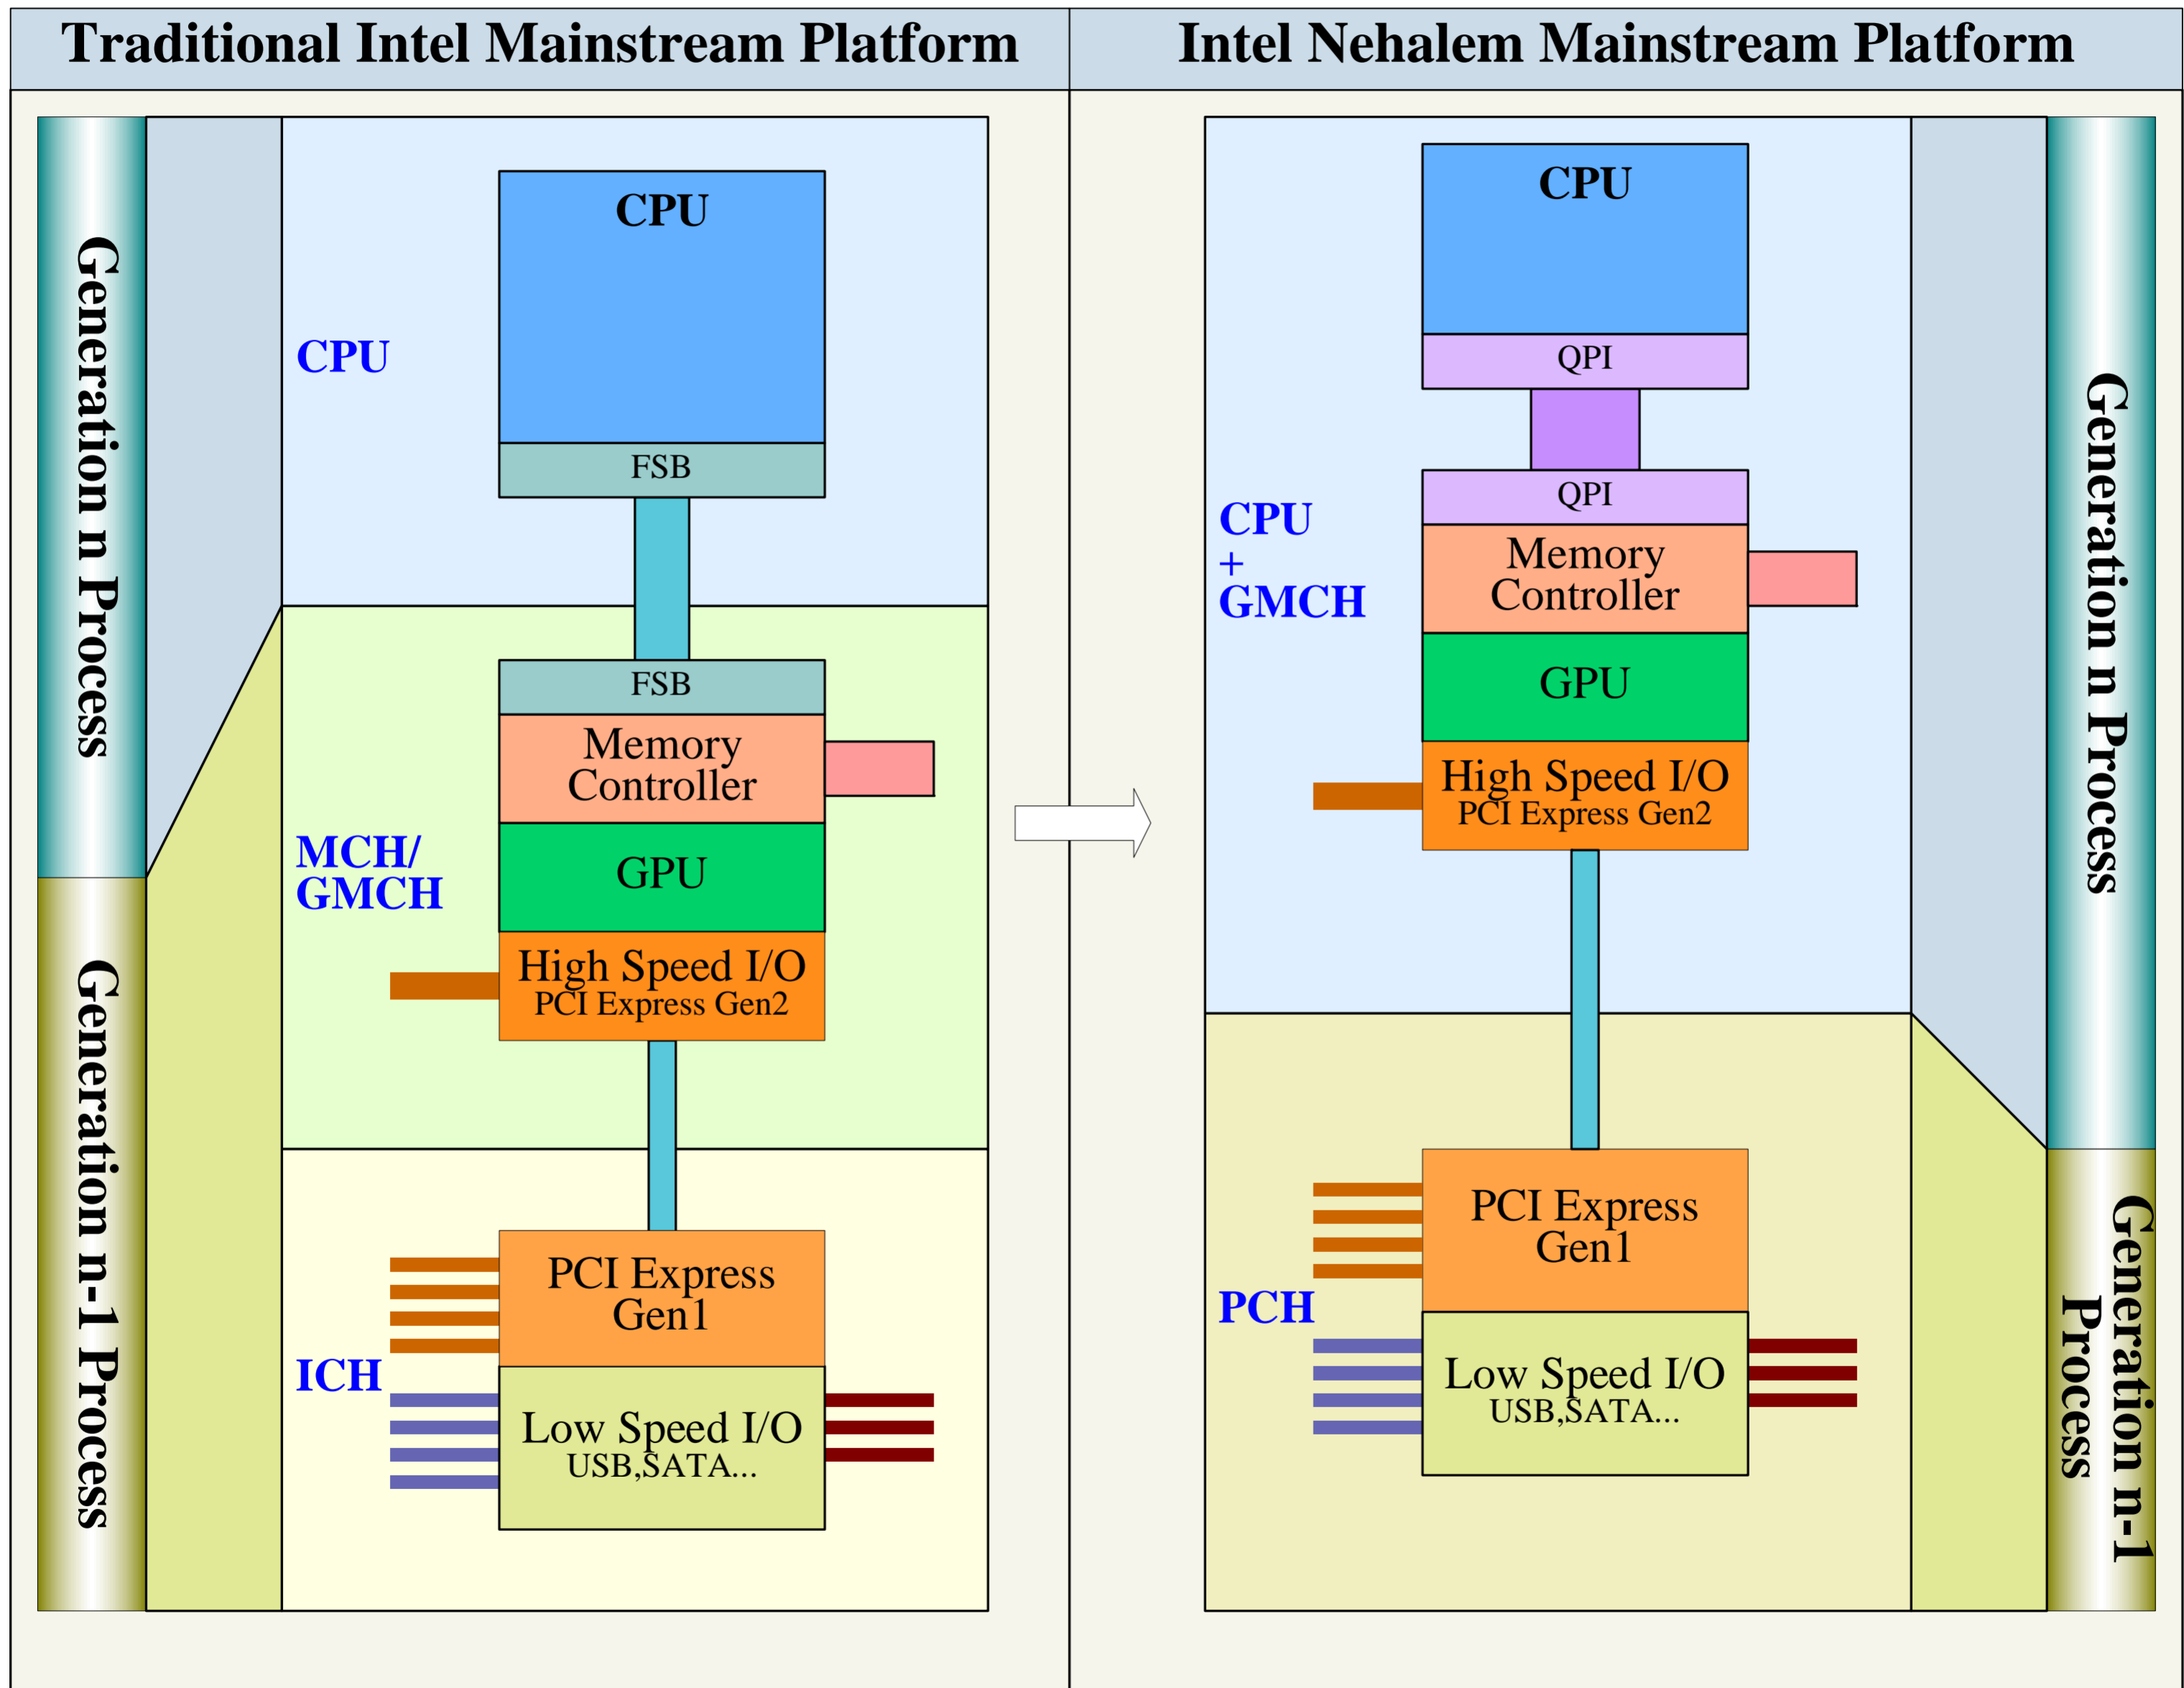 Traditional Intel Mainstream Platform
Intel Nehalem Mainstream Platform
Generation n Process
Generation n-1 Process
CPU
CPU
FSB
MCH/
GMCH
FSB
Memory
Controller
GPU
High Speed I/O
PCI Express Gen2
ICH
PCI Express
Gen1
Low Speed I/O
USB,SATA...
CPU
QPI
CPU
+
GMCH
QPI
Memory
Controller
GPU
High Speed I/O
PCI Express Gen2
PCH
PCI Express
Gen1
Low Speed I/O
USB,SATA...
Generation n Process
Generation n-1
Process